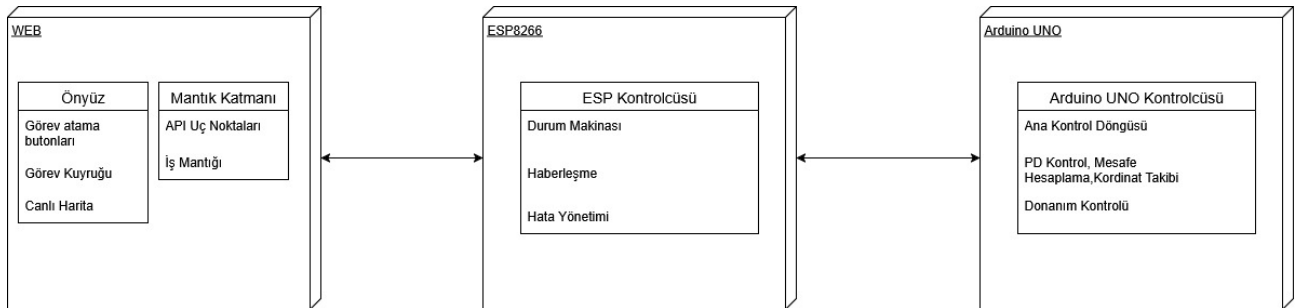 WEB
Önyüz
Görev atama
butonları
Görev Kuyruğu
Canlı Harita
Mantık Katmanı
API Uç Noktaları
İş Mantığı
ESP8266
ESP Kontrolcüsü
Durum Makinası
Haberleşme
Hata Yönetimi
Arduino UNO
Arduino UNO Kontrolcüsü
Ana Kontrol Döngüsü
PD Kontrol, Mesafe
Hesaplama,Kordinat Takibi
Donanım Kontrolü